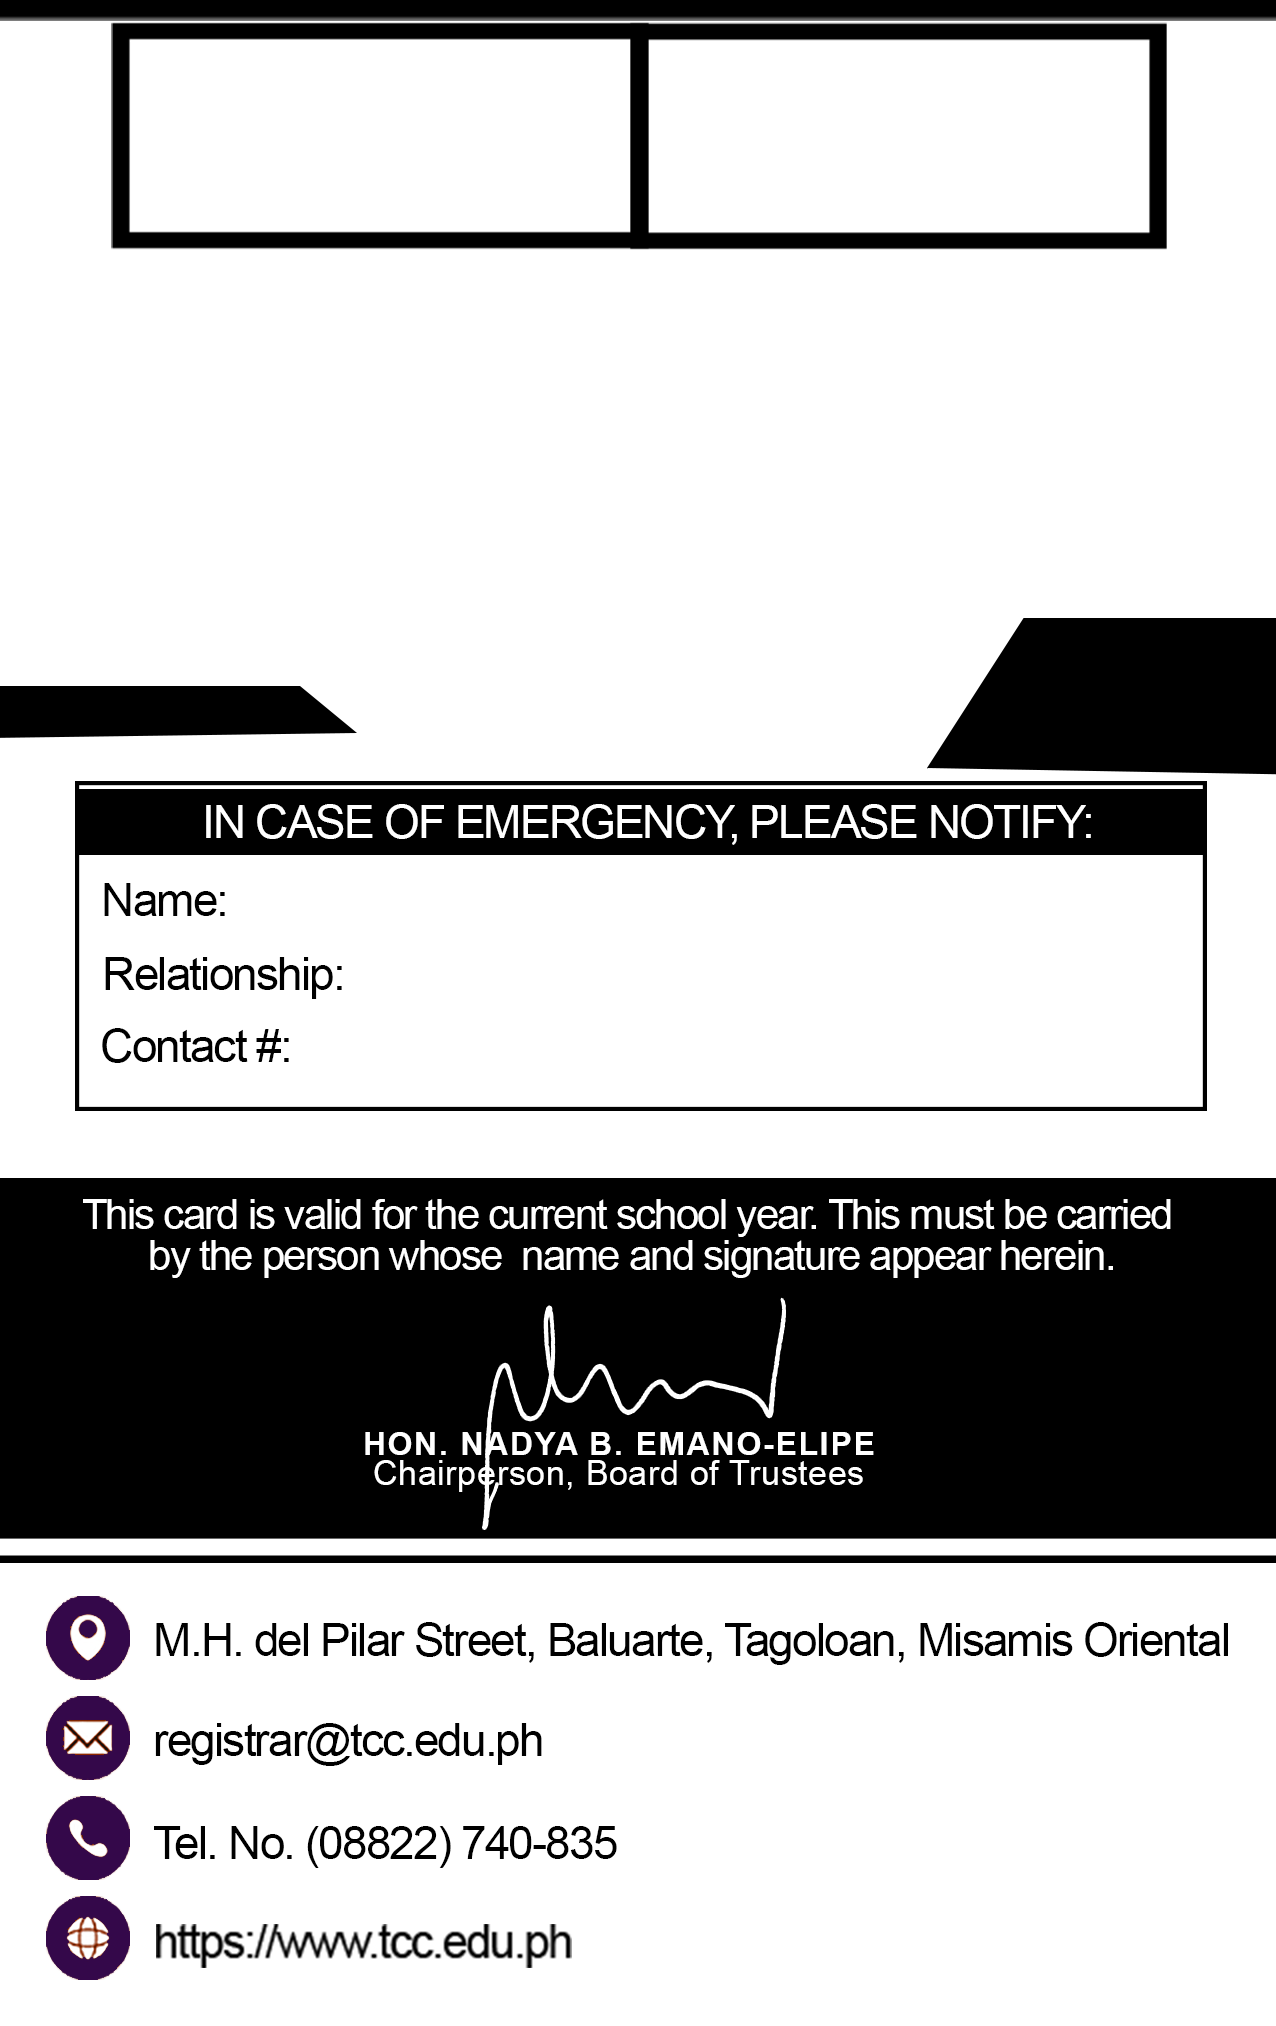 IN CASE OF EMERGENCY, PLEASE NOTIFY:
Name:
Relationship:
Contact #:
This card is valid for the current school year. This must be carried
by the person whose  name and signature appear herein.
HON. NADYA B. EMANO-ELIPE
Chairperson, Board of Trustees
M.H. del Pilar Street, Baluarte, Tagoloan, Misamis Oriental
registrar@tcc.edu.ph
Tel. No. (08822) 740-835
https://www.tcc.edu.ph